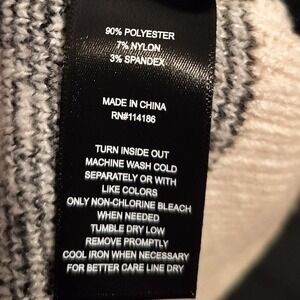 90% POLYESTER
7% NYLON
3% SPANDEX
MADE IN CHINA
RN#114186
TURN INSIDE OUT
MACHINE WASH COLD
SEPARATELY OR WITH
LIKE COLORS
ONLY NON-CHLORINE BLEACH
WHEN NEEDED
TUMBLE DRY LOW
REMOVE PROMPTLY
COOL IRON WHEN NECESSARY
FOR BETTER CARE LINE DRY